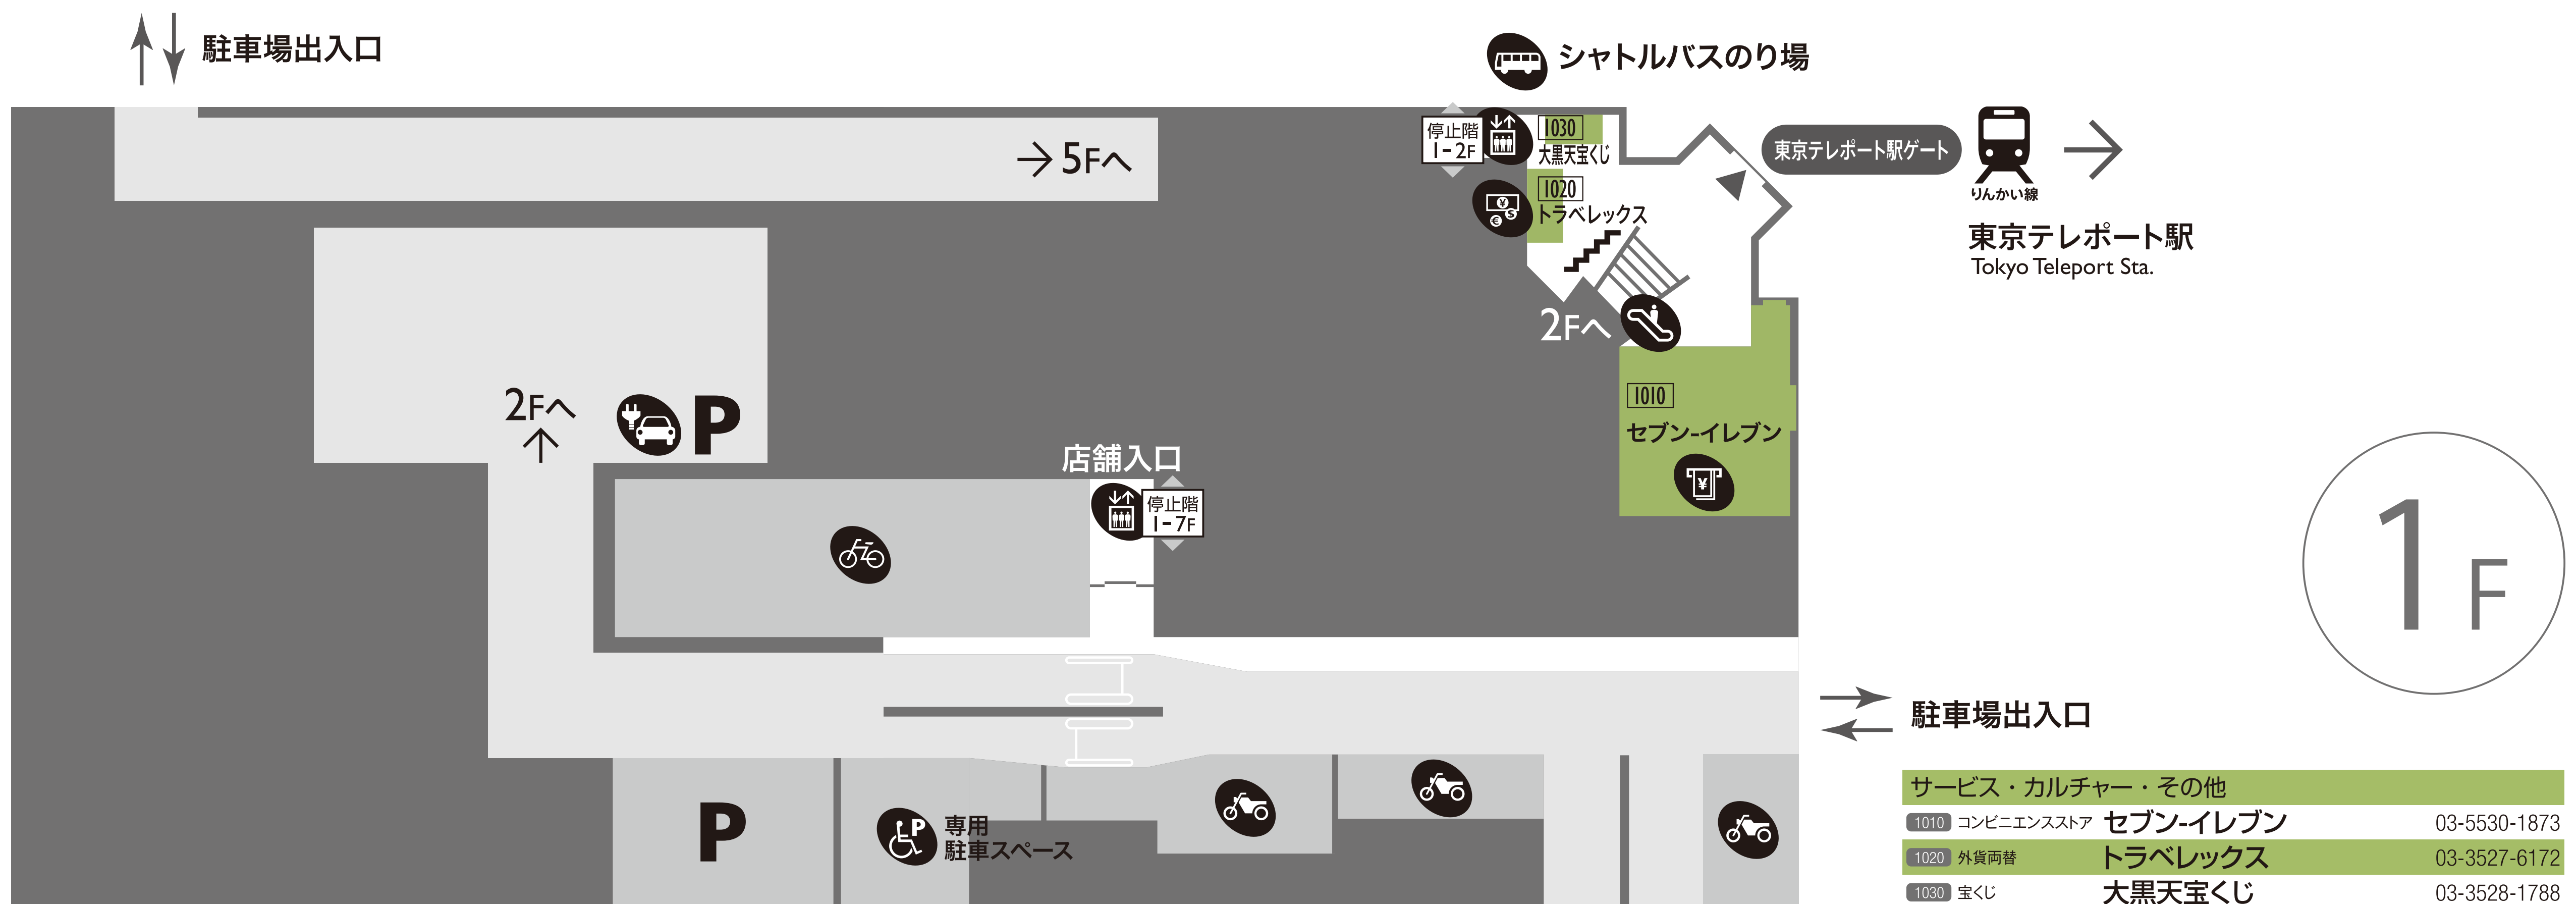 駐車場出入口
シャトルバスのり場
→5Fへ
停止階
1-2F
1030
大黒天宝くじ
1020
トラベレックス
東京テレポート駅ゲート
りんかい線
東京テレポート駅
Tokyo Teleport Sta.
2Fへ
2Fへ
P
1010
セブン-イレブン
店舗入口
停止階
1-7F
1F
駐車場出入口
P
P
専用
駐車スペース
サービス・カルチャー・その他
1010 コンビニエンスストア セブン-イレブン 03-5530-1873
1020 外貨両替 トラベレックス 03-3527-6172
1030 宝くじ 大黒天宝くじ 03-3528-1788